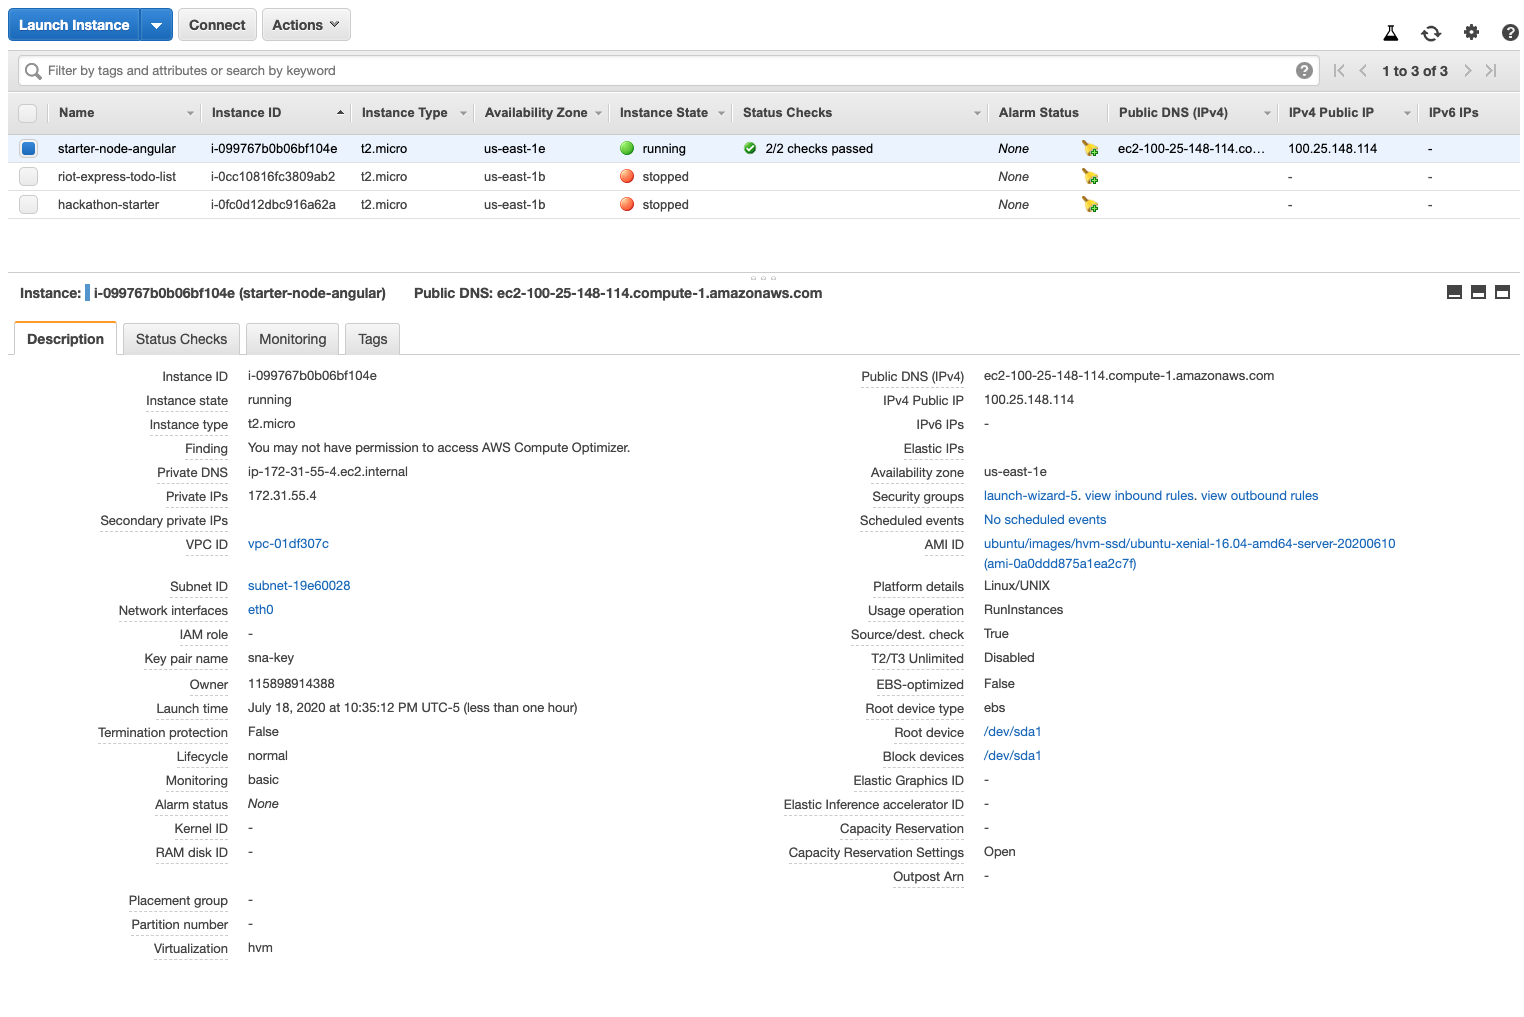 Launch Instance Connect Actions
Filter by tags and attributes or search by keyword 1 to 3 of 3
Name Instance ID Instance Type Availability Zone Instance State Status Checks Alarm Status Public DNS (IPv4) IPv4 Public IP IPv6 IPs
starter-node-angular i-099767b0b06bf104e t2.micro us-east-1e running 2/2 checks passed None ec2-100-25-148-114.co... 100.25.148.114 -
riot-express-todo-list i-0cc10816fc3809ab2 t2.micro us-east-1b stopped None - -
hackathon-starter i-0fc0d12dbc916a62a t2.micro us-east-1b stopped None - -
Instance: i-099767b0b06bf104e (starter-node-angular) Public DNS: ec2-100-25-148-114.compute-1.amazonaws.com
Description Status Checks Monitoring Tags
Instance ID i-099767b0b06bf104e
Instance state running
Instance type t2.micro
Finding You may not have permission to access AWS Compute Optimizer.
Private DNS ip-172-31-55-4.ec2.internal
Private IPs 172.31.55.4
Secondary private IPs
VPC ID vpc-01df307c
Subnet ID subnet-19e60028
Network interfaces eth0
IAM role -
Key pair name sna-key
Owner 115898914388
Launch time July 18, 2020 at 10:35:12 PM UTC-5 (less than one hour)
Termination protection False
Lifecycle normal
Monitoring basic
Alarm status None
Kernel ID -
RAM disk ID -
Placement group -
Partition number -
Virtualization hvm
Public DNS (IPv4) ec2-100-25-148-114.compute-1.amazonaws.com
IPv4 Public IP 100.25.148.114
IPv6 IPs -
Elastic IPs
Availability zone us-east-1e
Security groups launch-wizard-5. view inbound rules. view outbound rules
Scheduled events No scheduled events
AMI ID ubuntu/images/hvm-ssd/ubuntu-xenial-16.04-amd64-server-20200610
(ami-0a0ddd875a1ea2c7f)
Platform details Linux/UNIX
Usage operation RunInstances
Source/dest. check True
T2/T3 Unlimited Disabled
EBS-optimized False
Root device type ebs
Root device /dev/sda1
Block devices /dev/sda1
Elastic Graphics ID -
Elastic Inference accelerator ID -
Capacity Reservation -
Capacity Reservation Settings Open
Outpost Arn -